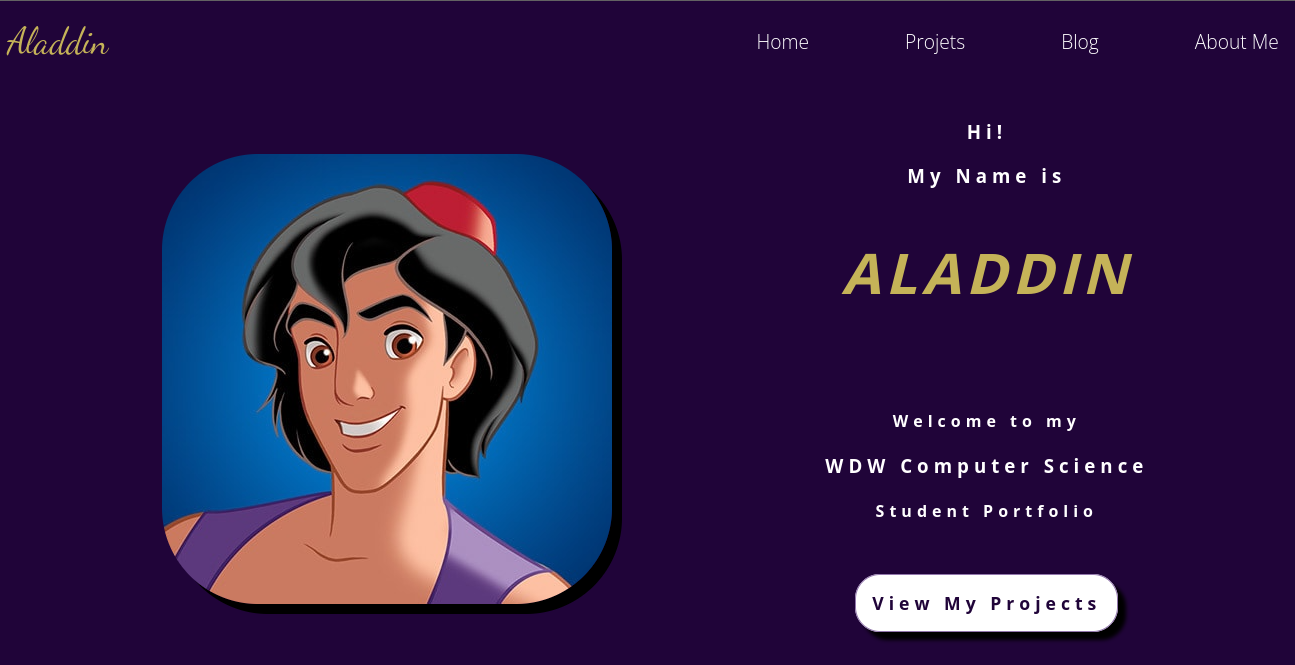 Aladdin
Home Projets Blog About Me
Hi!
My Name is
ALADDIN
Welcome to my
WDW Computer Science
Student Portfolio
View My Projects